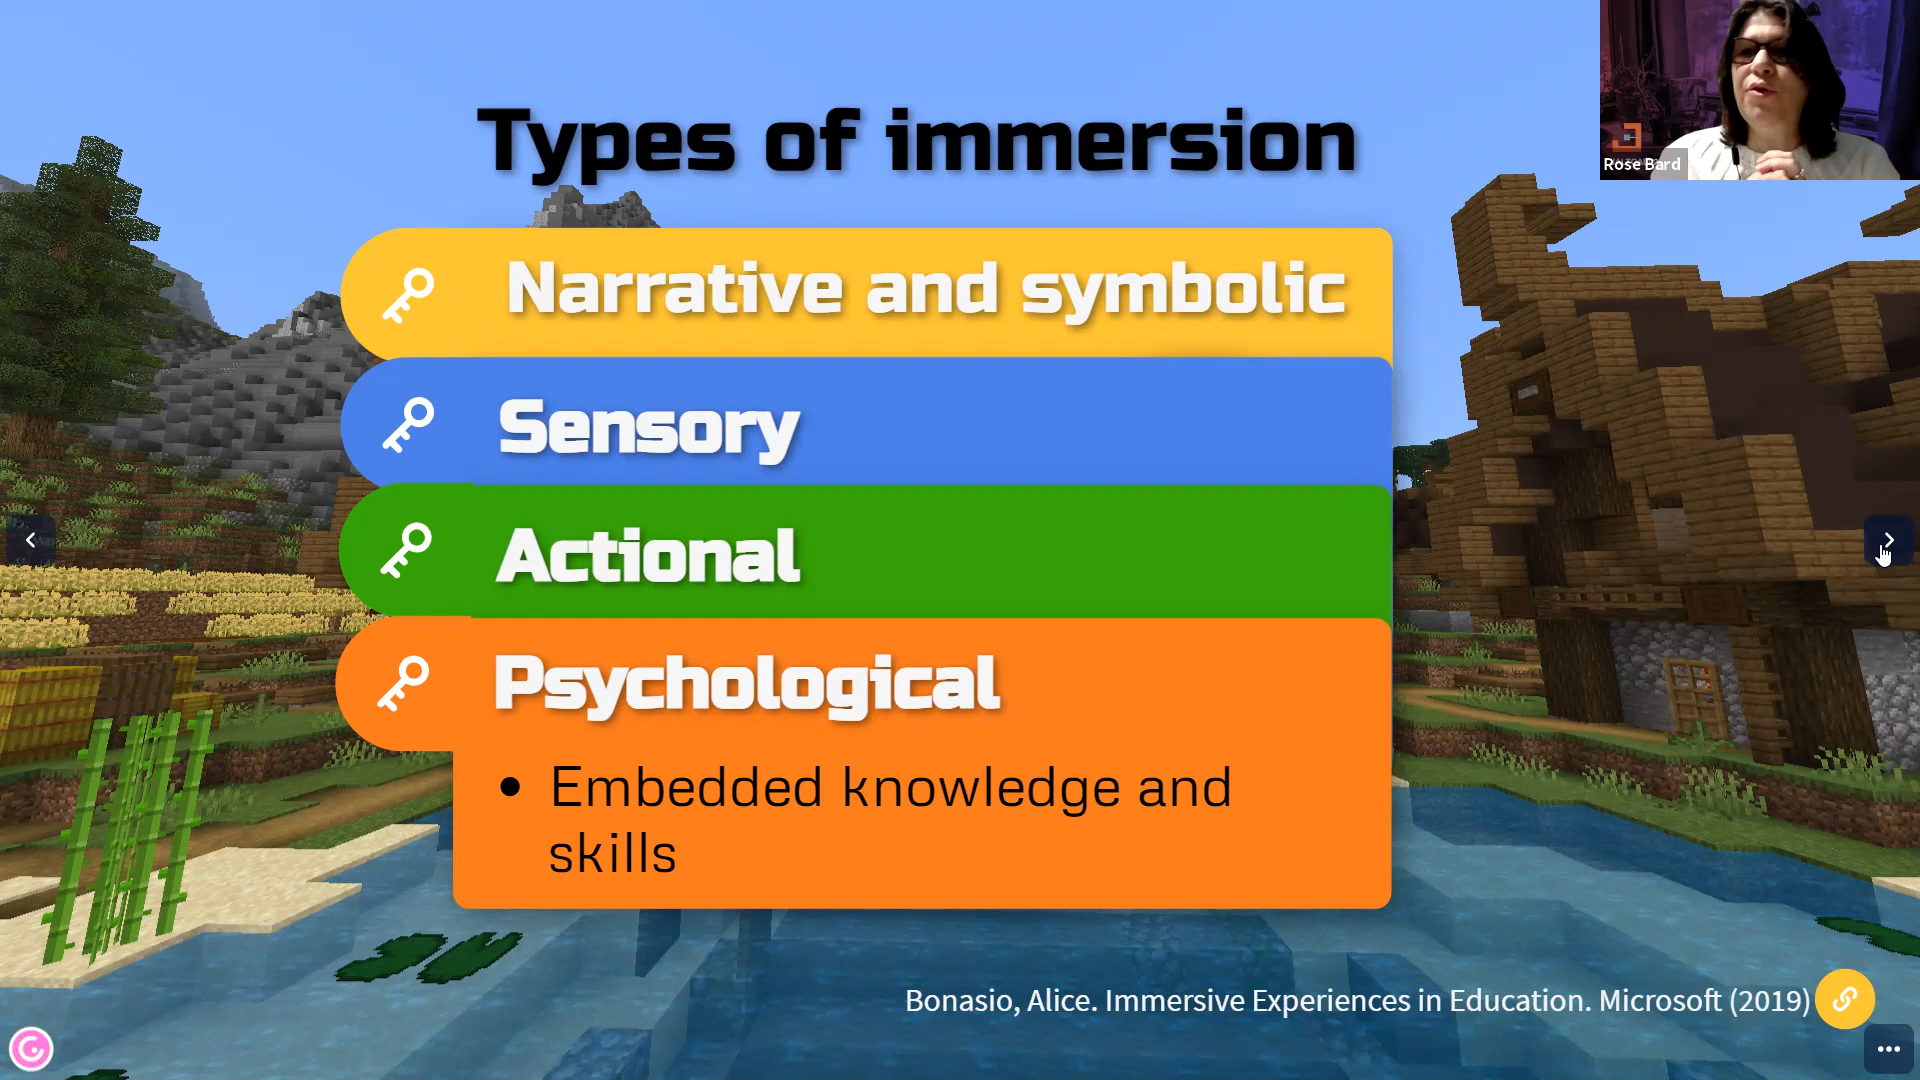 Types of immersion
Rose Bard
Narrative and symbolic
Sensory
Actional
Psychological
• Embedded knowledge and
skills
Bonasio, Alice. Immersive Experiences in Education. Microsoft (2019)